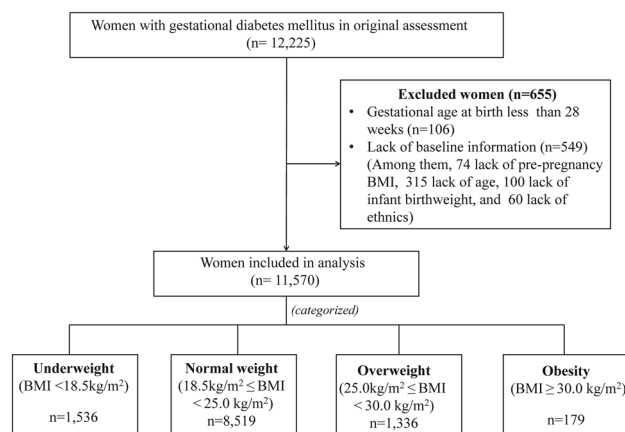 Women with gestational diabetes mellitus in original assessment
(n= 12,225)
Excluded women (n=655)
• Gestational age at birth less than 28
weeks (n=106)
• Lack of baseline information (n=549)
(Among them, 74 lack of pre-pregnancy
BMI, 315 lack of age, 100 lack of
infant birthweight, and 60 lack of
ethnics)
Women included in analysis
(n= 11,570)
(categorized)
Underweight
(BMI <18.5kg/m²)
n=1,536
Normal weight
(18.5kg/m² ≤ BMI
< 25.0 kg/m²)
n=8,519
Overweight
(25.0kg/m² ≤ BMI
< 30.0 kg/m²)
n=1,336
Obesity
(BMI ≥ 30.0 kg/m²)
n=179